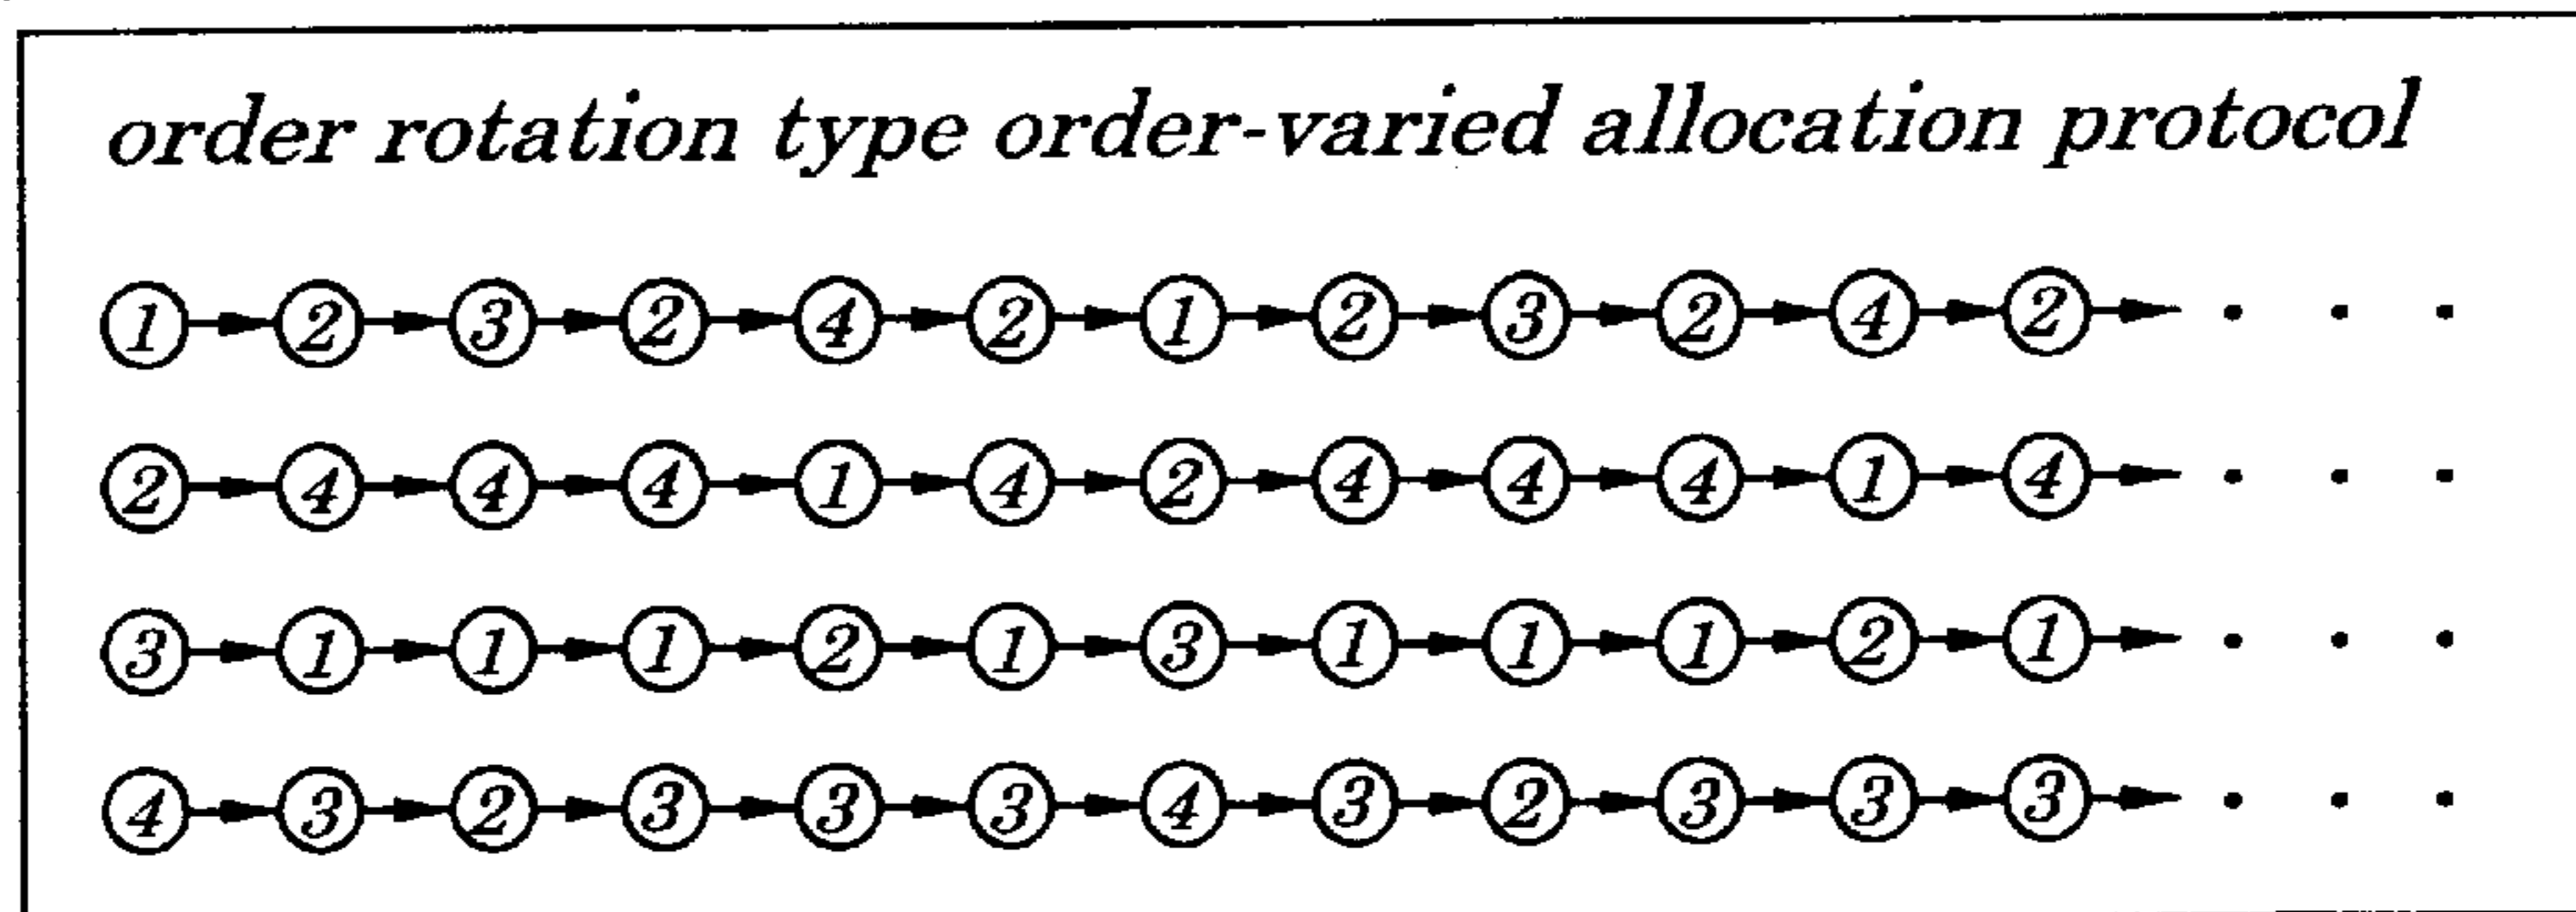 order rotation type order-varied allocation protocol
1 2 3 2 4 2 1 2 3 2 4 2 . . .
2 4 4 4 1 4 2 4 4 4 1 4 . . .
3 1 1 1 2 1 3 1 1 1 2 1 . . .
4 3 2 3 3 3 4 3 2 3 3 3 . . .